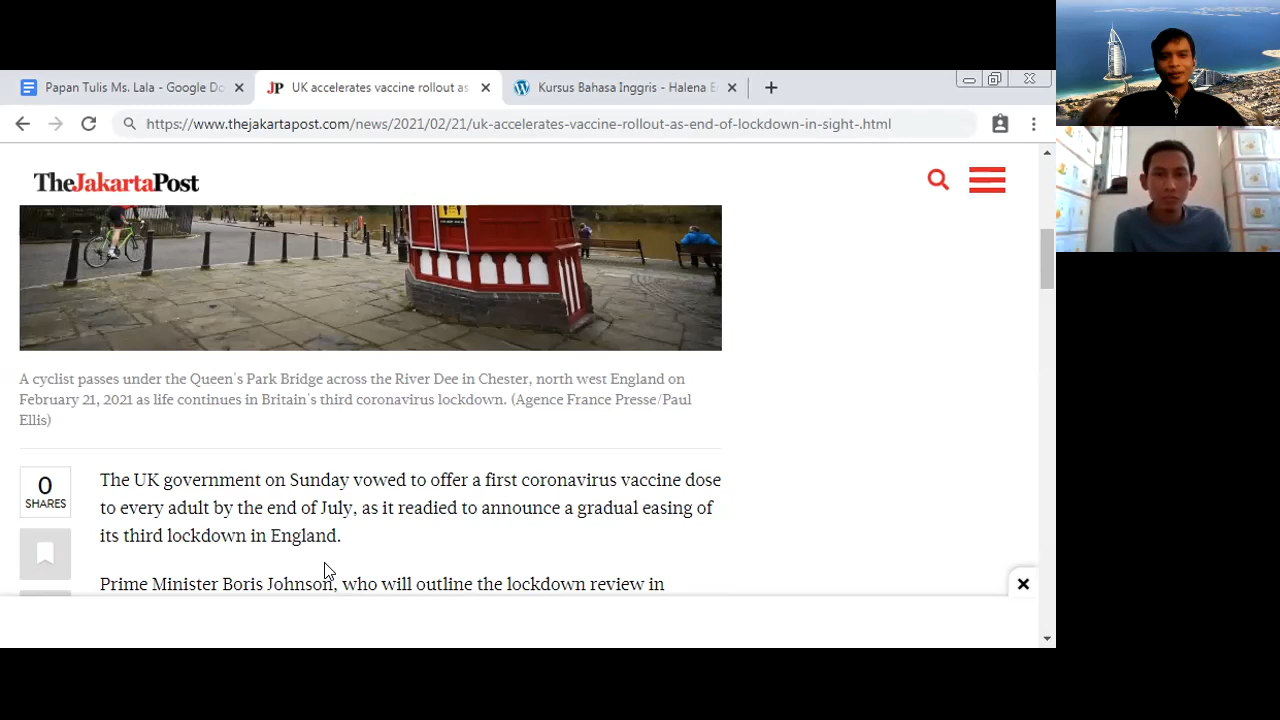 Papan Tulis Ms. Lala - Google Do
UK accelerates vaccine rollout as
Kursus Bahasa Inggris - Halena E
https://www.thejakartapost.com/news/2021/02/21/uk-accelerates-vaccine-rollout-as-end-of-lockdown-in-sight-.html
TheJakartaPost
A cyclist passes under the Queen's Park Bridge across the River Dee in Chester, north west England on
February 21, 2021 as life continues in Britain's third coronavirus lockdown. (Agence France Presse/Paul
Ellis)
0
SHARES
The UK government on Sunday vowed to offer a first coronavirus vaccine dose
to every adult by the end of July, as it readied to announce a gradual easing of
its third lockdown in England.
Prime Minister Boris Johnson, who will outline the lockdown review in